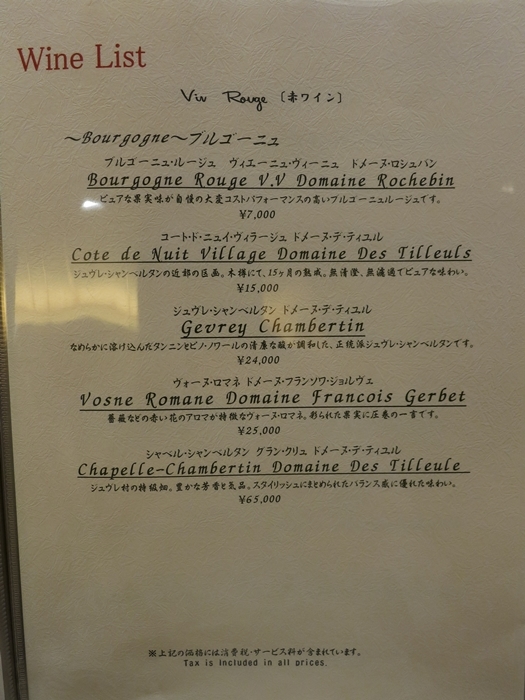 Wine List
Vin Rouge 〔赤ワイン〕
〜Bourgogne〜ブルゴーニュ
ブルゴーニュ・ルージュ　ヴィエーニュ・ヴィーニュ　ドメーヌ・ロシュバン
Bourgogne Rouge V.V Domaine Rochebin
ピュアな果実味が自慢の大変コストパフォーマンスの高いブルゴーニュルージュです。
¥7,000
コート・ド・ニュイ・ヴィラージュ ドメーヌ・デ・ティユル
Cote de Nuit Village Domaine Des Tilleuls
ジュヴレ・シャンベルタンの近郊の区画。木樽にて、15ヶ月の熟成。無清澄、無濾過でピュアな味わい。
¥15,000
ジュヴレ・シャンベルタン ドメーヌ・デ・ティユル
Gevrey Chambertin
なめらかに溶け込んだタンニンとピノ・ノワールの清廉な酸が調和した、正統派ジュヴレ・シャンベルタンです。
¥24,000
ヴォーヌ・ロマネ ドメーヌ・フランソワ・ジェルヴェ
Vosne Romane Domaine Francois Gerbet
薔薇などの赤い花のアロマが特徴なヴォーヌ・ロマネ。彩られた果実に圧巻の一言です。
¥25,000
シャペル・シャンベルタン グラン・クリュ ドメーヌ・デ・ティユル
Chapelle-Chambertin Domaine Des Tilleule
ジュヴレ村の特級畑。豊かな芳香と気品。スタイリッシュにまとめられたバランス感に優れた味わい。
¥65,000
※上記の価格には消費税・サービス料が含まれています。
Tax is included in all prices.